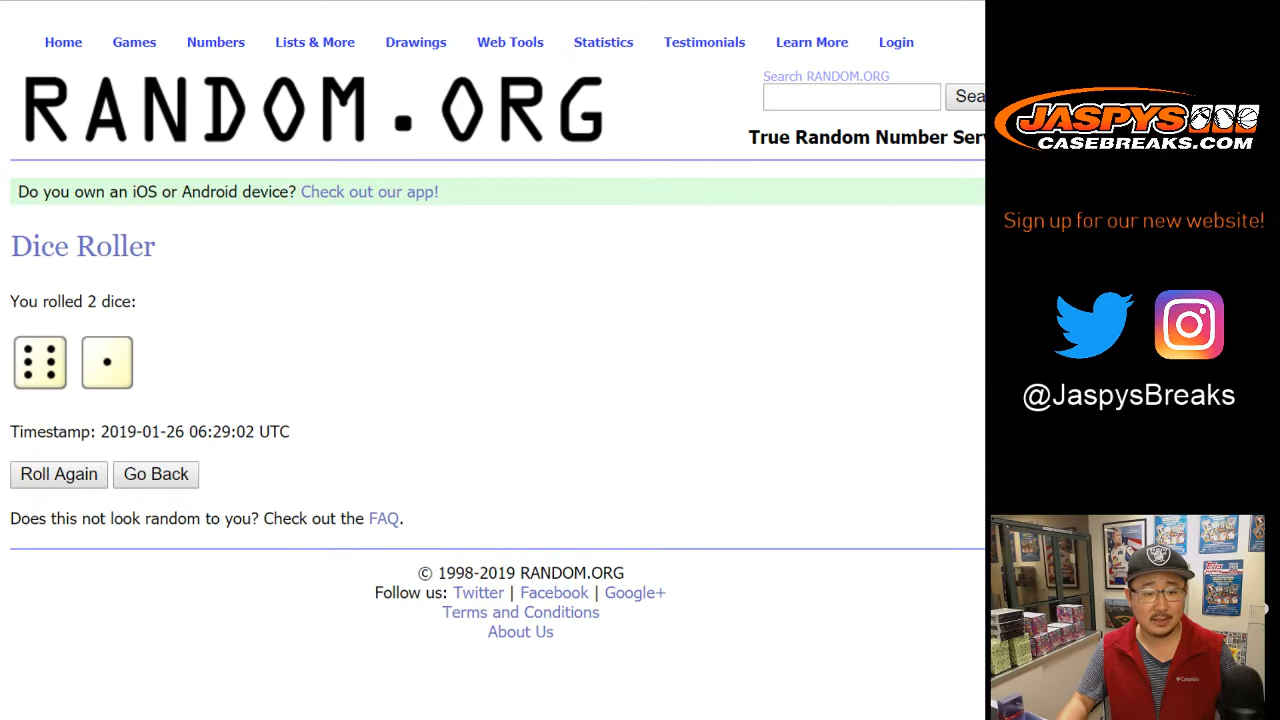 Home Games Numbers Lists & More Drawings Web Tools Statistics Testimonials Learn More Login
RANDOM.ORG
Search RANDOM.ORG
Sea
True Random Number Ser
Do you own an iOS or Android device? Check out our app!
Dice Roller
You rolled 2 dice:
Timestamp: 2019-01-26 06:29:02 UTC
Roll Again Go Back
Does this not look random to you? Check out the FAQ.
© 1998-2019 RANDOM.ORG
Follow us: Twitter | Facebook | Google+
Terms and Conditions
About Us
JASPYS
CASEBREAKS.COM
Sign up for our new website!
@JaspysBreaks
Columbia